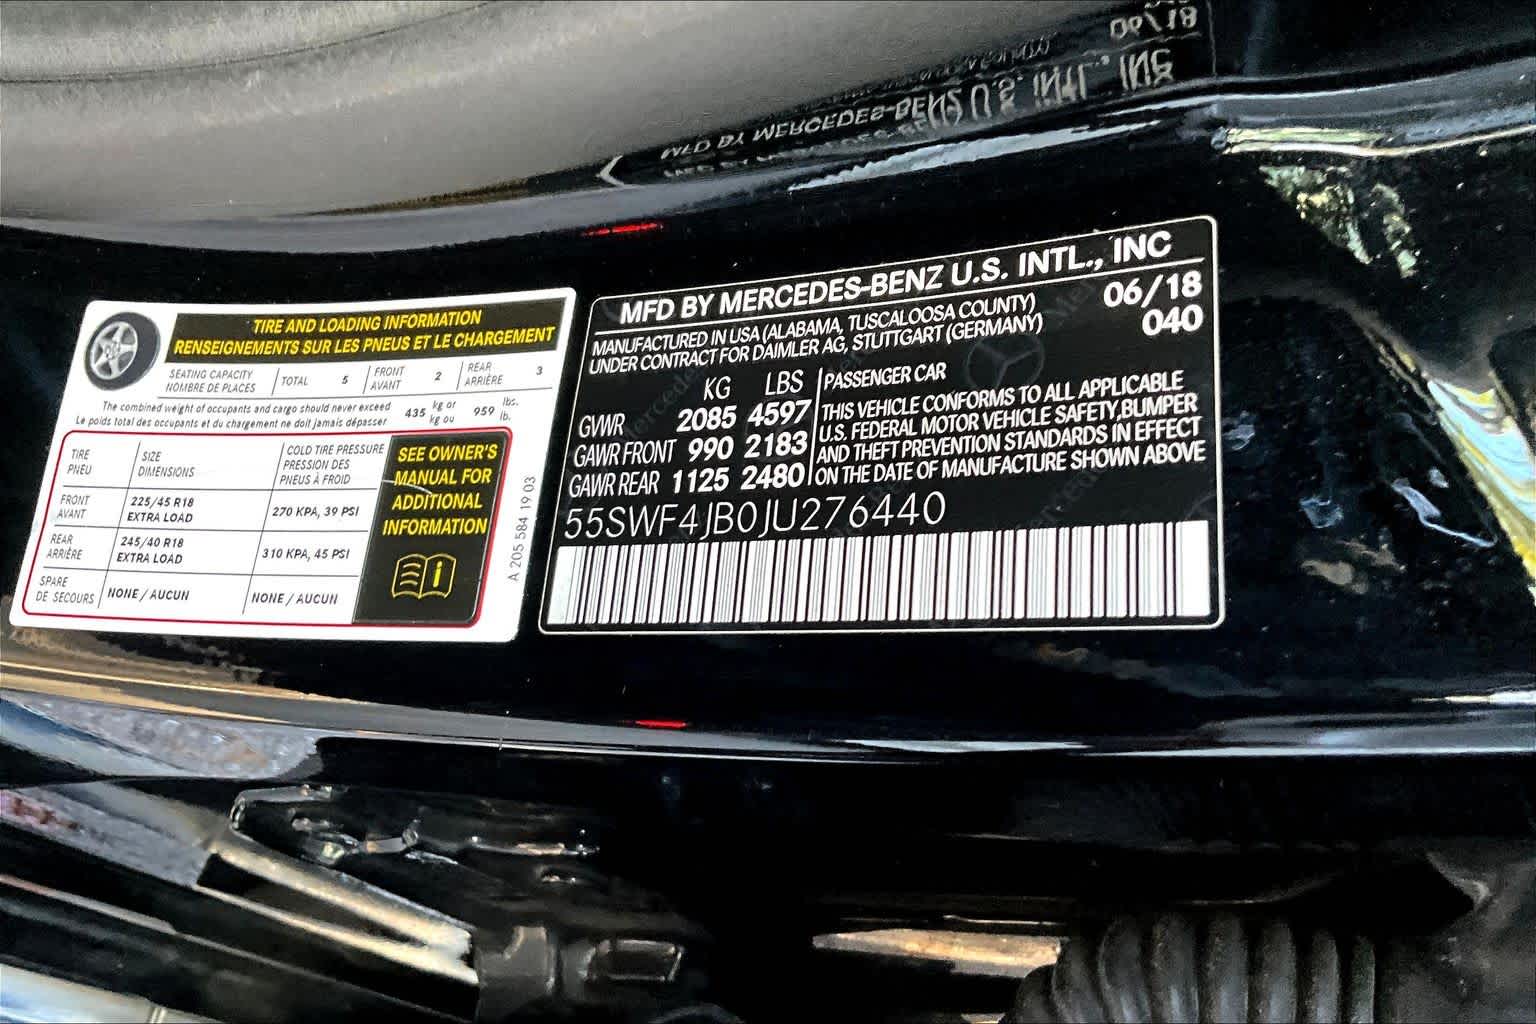 06/18
MFD BY MERCEDES-BENZ U.S. INTL., INC
TIRE AND LOADING INFORMATION
RENSEIGNEMENTS SUR LES PNEUS ET LE CHARGEMENT
SEATING CAPACITY
NOMBRE DE PLACES
TOTAL 5
FRONT
AVANT
2
REAR
ARRIÈRE
3
The combined weight of occupants and cargo should never exceed
Le poids total des occupants et du chargement ne doit jamais dépasser
435 kg or
kg ou
959 lbs.
lb.
TIRE
PNEU
SIZE
DIMENSIONS
COLD TIRE PRESSURE
PRESSION DES
PNEUS À FROID
FRONT
AVANT
225/45 R18
EXTRA LOAD
270 KPA, 39 PSI
REAR
ARRIÈRE
245/40 R18
EXTRA LOAD
310 KPA, 45 PSI
SPARE
DE SECOURS
NONE / AUCUN
NONE / AUCUN
SEE OWNER'S
MANUAL FOR
ADDITIONAL
INFORMATION
A 205 584 19 03
MFD BY MERCEDES-BENZ U.S. INTL., INC
MANUFACTURED IN USA (ALABAMA, TUSCALOOSA COUNTY)
UNDER CONTRACT FOR DAIMLER AG, STUTTGART (GERMANY)
06/18
040
KG LBS
GVWR 2085 4597
GAWR FRONT 990 2183
GAWR REAR 1125 2480
PASSENGER CAR
THIS VEHICLE CONFORMS TO ALL APPLICABLE
U.S. FEDERAL MOTOR VEHICLE SAFETY,BUMPER
AND THEFT PREVENTION STANDARDS IN EFFECT
ON THE DATE OF MANUFACTURE SHOWN ABOVE
55SWF4JB0JU276440